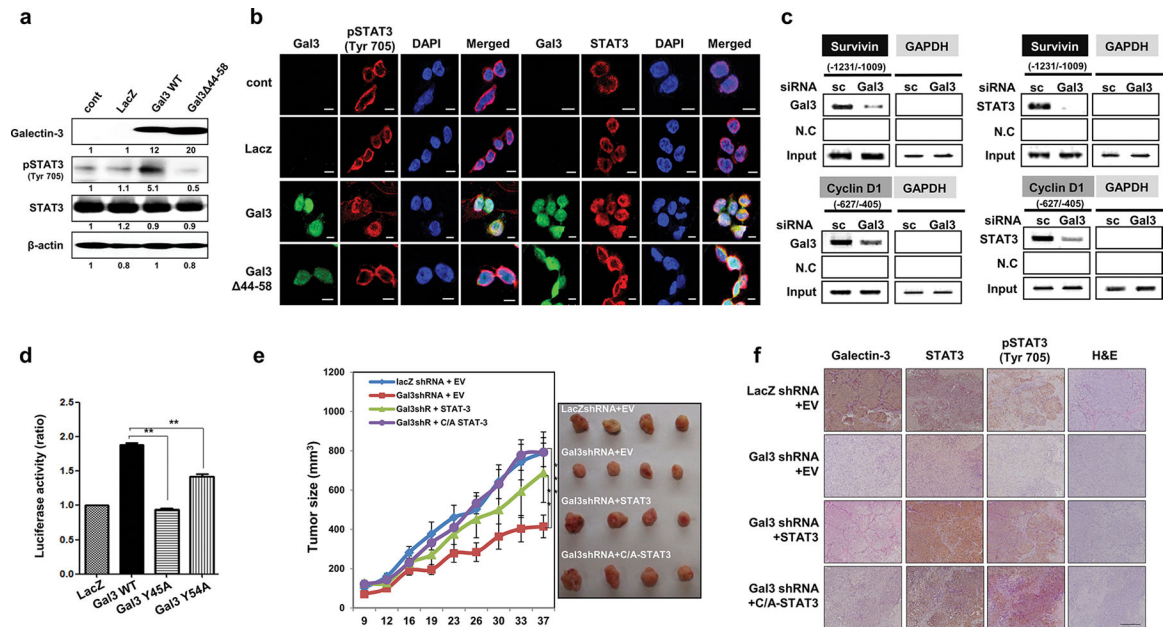 a
cont LacZ Gal3 WT Gal3Δ44-58
Galectin-3
1 1 12 20
pSTAT3
(Tyr 705)
1 1.1 5.1 0.5
STAT3
1 1.2 0.9 0.9
β-actin
1 0.8 1 0.8
b
pSTAT3
Gal3 (Tyr 705) DAPI Merged Gal3 STAT3 DAPI Merged
cont
Lacz
Gal3
Gal3
Δ44-58
c
Survivin GAPDH
(-1231/-1009)
siRNA sc Gal3 sc Gal3
Gal3
N.C
Input
Cyclin D1 GAPDH
(-627/-405)
siRNA sc Gal3 sc Gal3
Gal3
N.C
Input
Survivin GAPDH
(-1231/-1009)
siRNA sc Gal3 sc Gal3
STAT3
N.C
Input
Cyclin D1 GAPDH
(-627/-405)
siRNA sc Gal3 sc Gal3
STAT3
N.C
Input
d
Luciferase activity (ratio)
2.5
2.0
1.5
1.0
0.5
0.0
**
**
LacZ Gal3 WT Gal3 Y45A Gal3 Y54A
e
Tumor size (mm³)
1200
1000
800
600
400
200
0
9 12 16 19 23 26 30 33 37
lacZ shRNA + EV
Gal3shRNA + EV
Gal3shR + STAT-3
Gal3shR + C/A STAT-3
LacZshRNA+EV
Gal3shRNA+EV
Gal3shRNA+STAT3
Gal3shRNA+C/A-STAT3
f
pSTAT3
Galectin-3 STAT3 (Tyr 705) H&E
LacZ shRNA
+EV
Gal3 shRNA
+EV
Gal3 shRNA
+STAT3
Gal3 shRNA
+C/A-STAT3